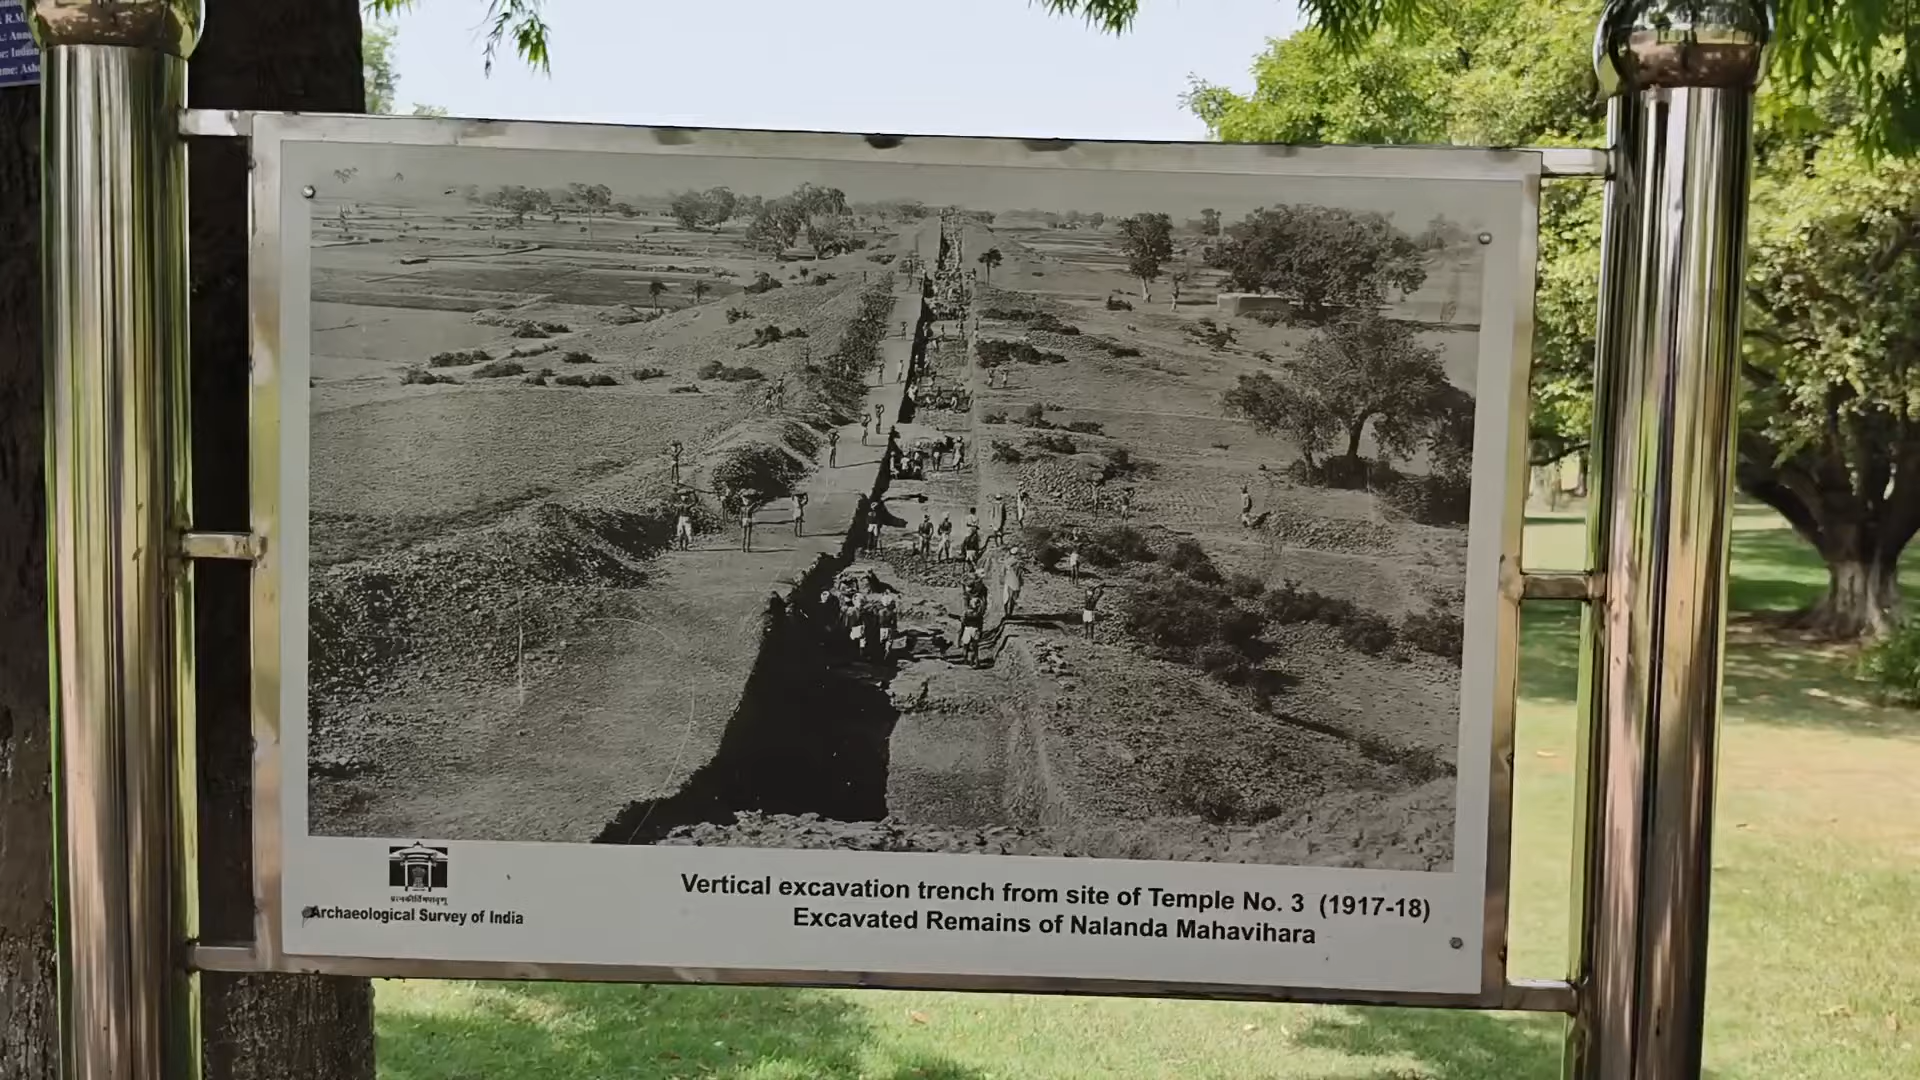 R.M.
Archaeological Survey of India
Vertical excavation trench from site of Temple No. 3 (1917-18)
Excavated Remains of Nalanda Mahavihara